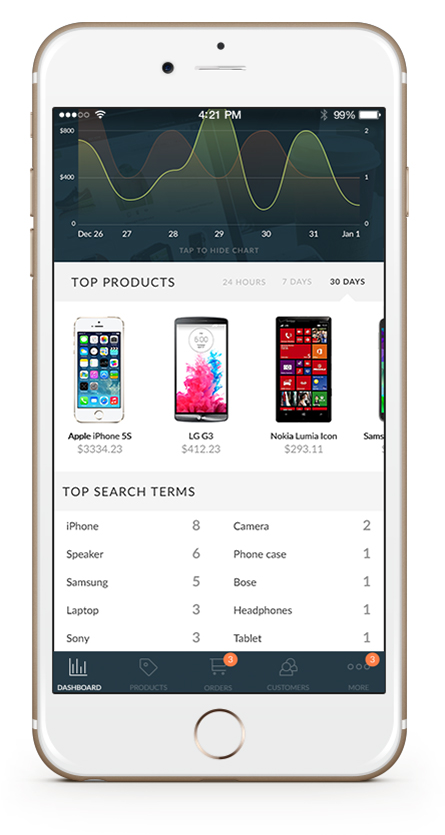 4:21 PM 99%
$800 2
$400 1
0 0
Dec 26 27 28 29 30 31 Jan 1
TAP TO HIDE CHART
TOP PRODUCTS 24 HOURS 7 DAYS 30 DAYS
6:00
Apple iPhone 5S LG G3 Nokia Lumia Icon Sams
$3334.23 $412.23 $293.11 $
TOP SEARCH TERMS
iPhone 8 Camera 2
Speaker 6 Phone case 1
Samsung 5 Bose 1
Laptop 3 Headphones 1
Sony 3 Tablet 1
3 3
DASHBOARD PRODUCTS ORDERS CUSTOMERS MORE